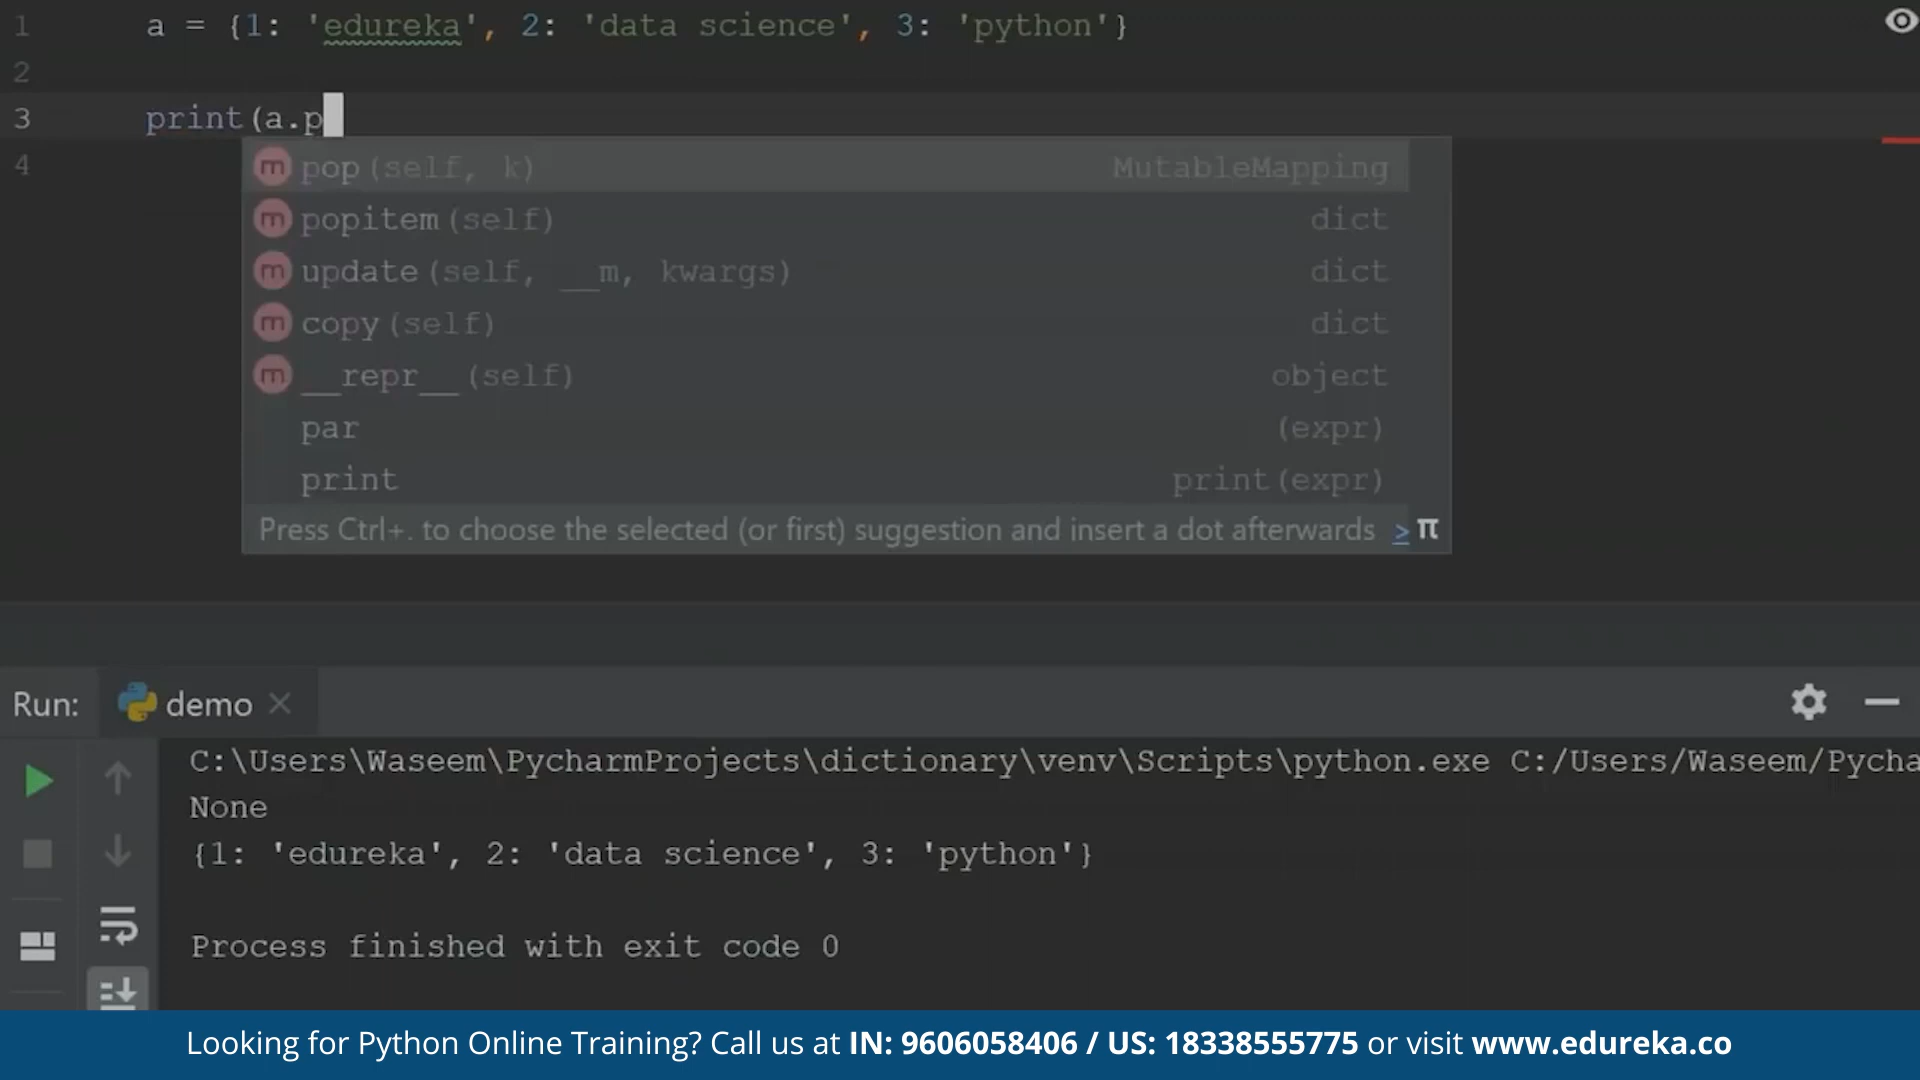 1 a = {1: 'edureka', 2: 'data science', 3: 'python'}
2
3 print(a.p
4
m pop(self, k) MutableMapping
m popitem(self) dict
m update(self, __m, kwargs) dict
m copy(self) dict
m __repr__(self) object
par (expr)
print print(expr)
Press Ctrl+. to choose the selected (or first) suggestion and insert a dot afterwards ≥ π
Run: demo
C:\Users\Waseem\PycharmProjects\dictionary\venv\Scripts\python.exe C:/Users/Waseem/Pycha
None
{1: 'edureka', 2: 'data science', 3: 'python'}
Process finished with exit code 0
Looking for Python Online Training? Call us at IN: 9606058406 / US: 18338555775 or visit www.edureka.co